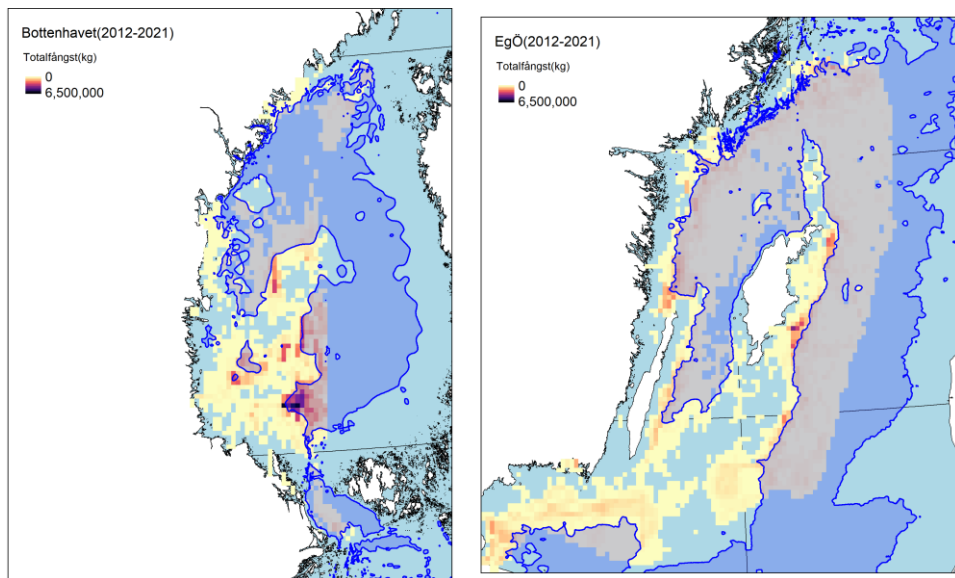 Bottenhavet(2012-2021)
Totalfångst(kg)
0
6,500,000
EgÖ(2012-2021)
Totalfångst(kg)
0
6,500,000